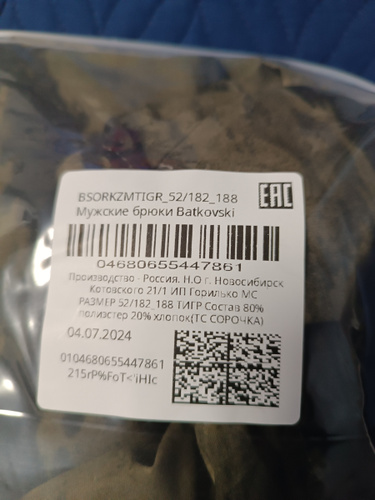 BSORKZMTIGR_52/182_188
EAC
Мужские брюки Batkovski
04680655447861
Производство - Россия. Н.О г. Новосибирск
Котовского 21/1 ИП Горилько МС
РАЗМЕР 52/182_188 ТИГР Состав 80%
полиэстер 20% хлопок(ТС СОРОЧКА)
04.07.2024
0104680655447861
215rP%FoT<'iHIc